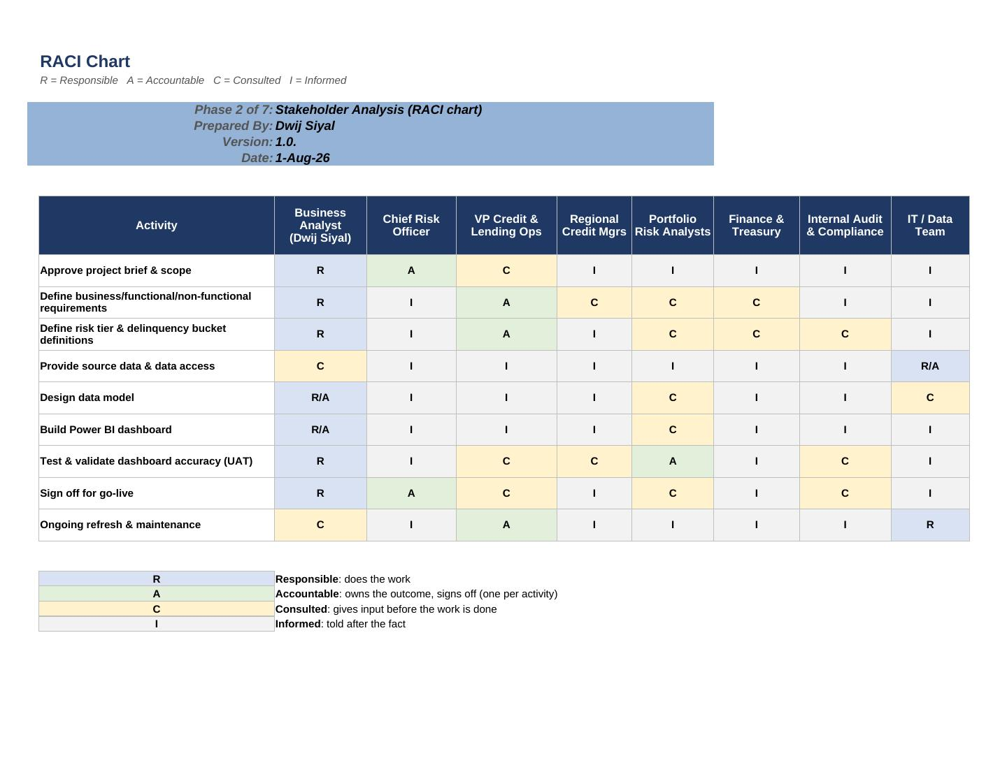 RACI Chart
R = Responsible   A = Accountable   C = Consulted   I = Informed
Phase 2 of 7: Stakeholder Analysis (RACI chart)
Prepared By: Dwij Siyal
Version: 1.0.
Date: 1-Aug-26
Activity | Business Analyst (Dwij Siyal) | Chief Risk Officer | VP Credit & Lending Ops | Regional Credit Mgrs | Portfolio Risk Analysts | Finance & Treasury | Internal Audit & Compliance | IT / Data Team
Approve project brief & scope | R | A | C | I | I | I | I | I
Define business/functional/non-functional requirements | R | I | A | C | C | C | I | I
Define risk tier & delinquency bucket definitions | R | I | A | I | C | C | C | I
Provide source data & data access | C | I | I | I | I | I | I | R/A
Design data model | R/A | I | I | I | C | I | I | C
Build Power BI dashboard | R/A | I | I | I | C | I | I | I
Test & validate dashboard accuracy (UAT) | R | I | C | C | A | I | C | I
Sign off for go-live | R | A | C | I | C | I | C | I
Ongoing refresh & maintenance | C | I | A | I | I | I | I | R
R Responsible: does the work
A Accountable: owns the outcome, signs off (one per activity)
C Consulted: gives input before the work is done
I Informed: told after the fact